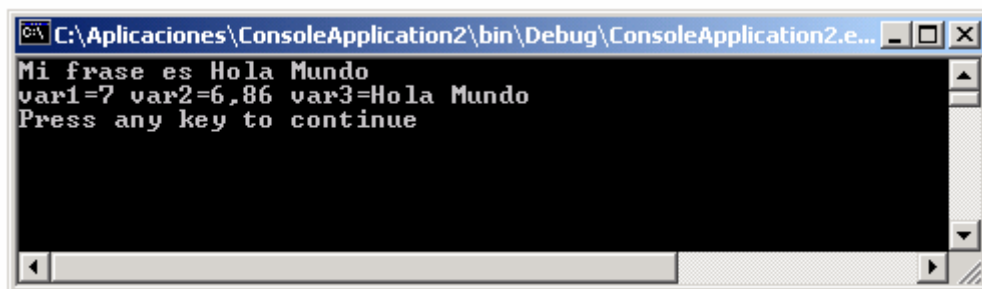 C:\Aplicaciones\ConsoleApplication2\bin\Debug\ConsoleApplication2.e...
Mi frase es Hola Mundo
var1=7 var2=6,86 var3=Hola Mundo
Press any key to continue